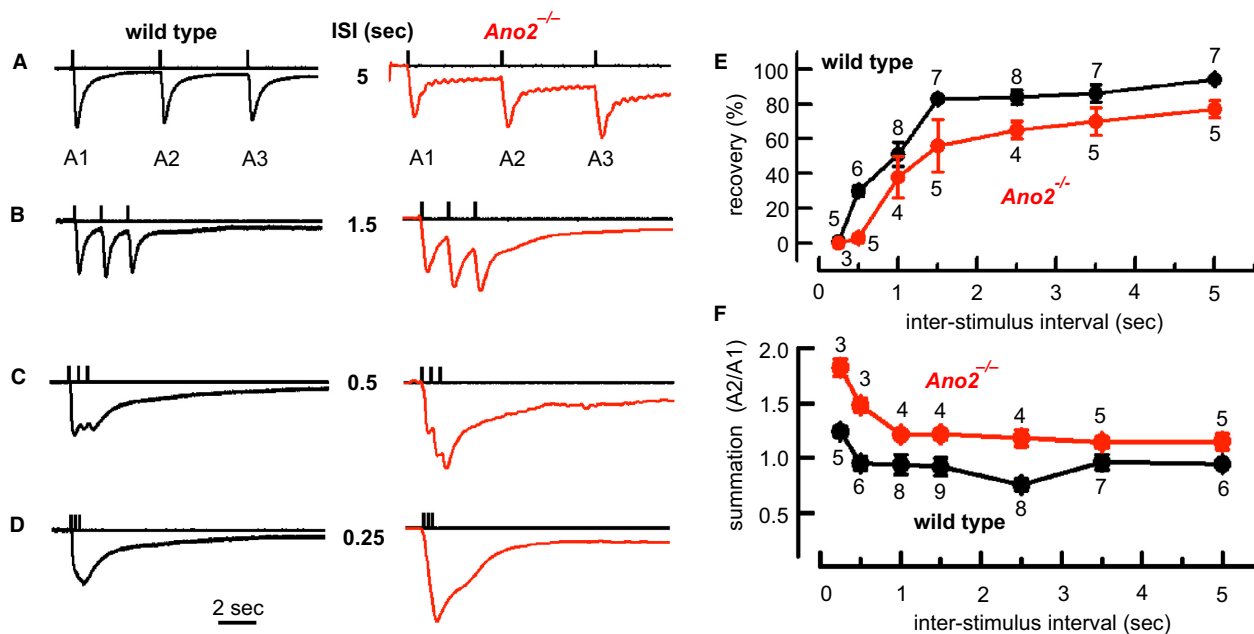 wild type ISI (sec) Ano2−/−
A 5
A1 A2 A3 A1 A2 A3
B 1.5
C 0.5
D 0.25
2 sec
E wild type
recovery (%)
100
80
60
40
20
0
5 6 8 7 8 7 7
3 5 4 5 4 5 5
Ano2-/-
0 1 2 3 4 5
inter-stimulus interval (sec)
F
summation (A2/A1)
2.0
1.5
1.0
0.5
3 3 4 4 4 5 5
Ano2−/−
5 6 8 9 8 7 6
wild type
0 1 2 3 4 5
inter-stimulus interval (sec)